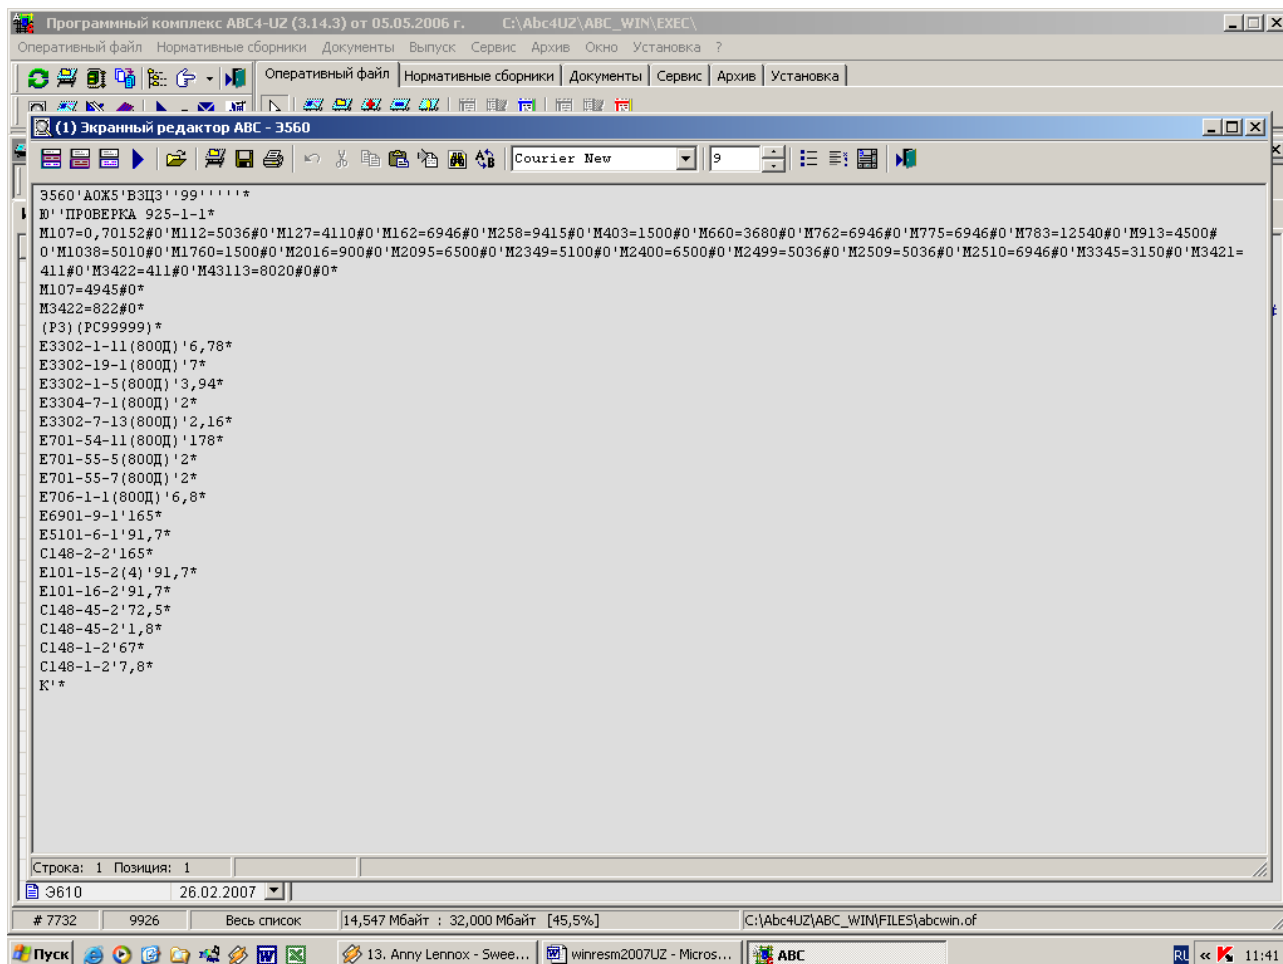 Программный комплекс АВС4-UZ (3.14.3) от 05.05.2006 г. C:\Abc4UZ\ABC_WIN\EXEC\
Оперативный файл Нормативные сборники Документы Выпуск Сервис Архив Окно Установка ?
Оперативный файл Нормативные сборники Документы Сервис Архив Установка
(1) Экранный редактор АВС - Э560
Courier New 9
Э560'А0Ж5'В3Ц3''99'''''*
Ю''ПРОВЕРКА 925-1-1*
М107=0,70152#0'М112=5036#0'М127=4110#0'М162=6946#0'М258=9415#0'М403=1500#0'М660=3680#0'М762=6946#0'М775=6946#0'М783=12540#0'М913=4500#
0'М1038=5010#0'М1760=1500#0'М2016=900#0'М2095=6500#0'М2349=5100#0'М2400=6500#0'М2499=5036#0'М2509=5036#0'М2510=6946#0'М3345=3150#0'М3421=
411#0'М3422=411#0'М43113=8020#0#0*
М107=4945#0*
М3422=822#0*
(Р3)(РС99999)*
Е3302-1-11(800Д)'6,78*
Е3302-19-1(800Д)'7*
Е3302-1-5(800Д)'3,94*
Е3304-7-1(800Д)'2*
Е3302-7-13(800Д)'2,16*
Е701-54-11(800Д)'178*
Е701-55-5(800Д)'2*
Е701-55-7(800Д)'2*
Е706-1-1(800Д)'6,8*
Е6901-9-1'165*
Е5101-6-1'91,7*
С148-2-2'165*
Е101-15-2(4)'91,7*
Е101-16-2'91,7*
С148-45-2'72,5*
С148-45-2'1,8*
С148-1-2'67*
С148-1-2'7,8*
К'*
Строка: 1 Позиция: 1
Э610 26.02.2007
# 7732 9926 Весь список 14,547 Мбайт : 32,000 Мбайт [45,5%] C:\Abc4UZ\ABC_WIN\FILES\abcwin.of
Пуск 13. Anny Lennox - Swee... winresm2007UZ - Micros... АВС RU « 11:41